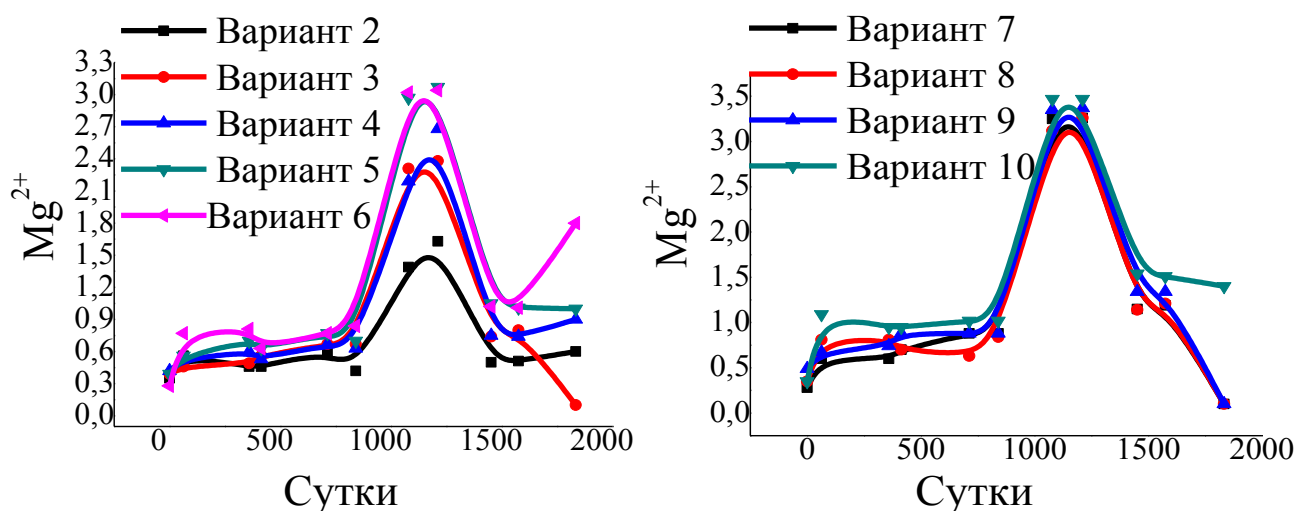 Вариант 2
Вариант 3
Вариант 4
Вариант 5
Вариант 6
3,3
3,0
2,7
2,4
2,1
1,8
1,5
1,2
0,9
0,6
0,3
0,0
Mg2+
0 500 1000 1500 2000
Сутки
Вариант 7
Вариант 8
Вариант 9
Вариант 10
3,5
3,0
2,5
2,0
1,5
1,0
0,5
0,0
Mg2+
0 500 1000 1500 2000
Сутки